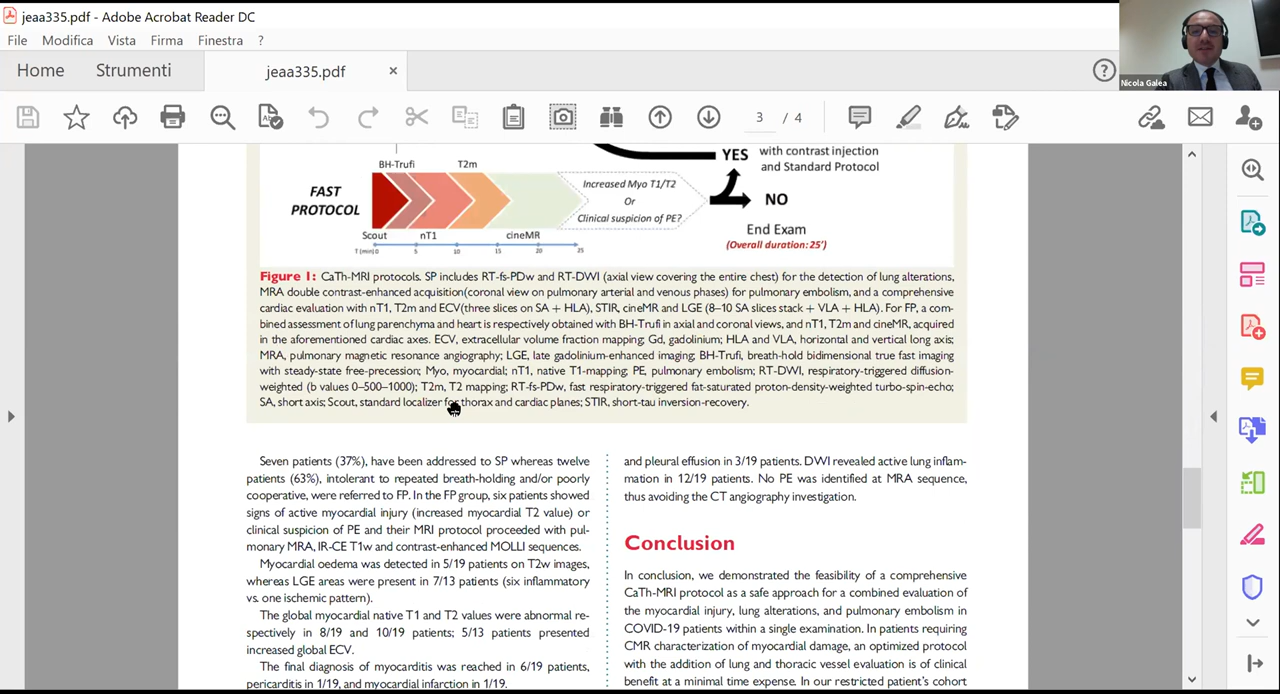 jeaa335.pdf - Adobe Acrobat Reader DC
File Modifica Vista Firma Finestra ?
Home Strumenti jeaa335.pdf × ?
Nicola Galea
3 / 4
YES with contrast injection
and Standard Protocol
BH-Trufi T2m
FAST
PROTOCOL
Increased Myo T1/T2
Or
Clinical suspicion of PE?
NO
End Exam
(Overall duration:25')
Scout nT1 cineMR
T (min) 0 5 10 15 20 25
Figure 1: CaTh-MRI protocols. SP includes RT-fs-PDw and RT-DWI (axial view covering the entire chest) for the detection of lung alterations,
MRA double contrast-enhanced acquisition(coronal view on pulmonary arterial and venous phases) for pulmonary embolism, and a comprehensive
cardiac evaluation with nT1, T2m and ECV(three slices on SA + HLA), STIR, cineMR and LGE (8–10 SA slices stack + VLA + HLA). For FP, a com-
bined assessment of lung parenchyma and heart is respectively obtained with BH-Trufi in axial and coronal views, and nT1, T2m and cineMR, acquired
in the aforementioned cardiac axes. ECV, extracellular volume fraction mapping; Gd, gadolinium; HLA and VLA, horizontal and vertical long axis;
MRA, pulmonary magnetic resonance angiography; LGE, late gadolinium-enhanced imaging; BH-Trufi, breath-hold bidimensional true fast imaging
with steady-state free-precession; Myo, myocardial; nT1, native T1-mapping; PE, pulmonary embolism; RT-DWI, respiratory-triggered diffusion-
weighted (b values 0–500–1000); T2m, T2 mapping; RT-fs-PDw, fast respiratory-triggered fat-saturated proton-density-weighted turbo-spin-echo;
SA, short axis; Scout, standard localizer for thorax and cardiac planes; STIR, short-tau inversion-recovery.
Seven patients (37%), have been addressed to SP whereas twelve
patients (63%), intolerant to repeated breath-holding and/or poorly
cooperative, were referred to FP. In the FP group, six patients showed
signs of active myocardial injury (increased myocardial T2 value) or
clinical suspicion of PE and their MRI protocol proceeded with pul-
monary MRA, IR-CE T1w and contrast-enhanced MOLLI sequences.
Myocardial oedema was detected in 5/19 patients on T2w images,
whereas LGE areas were present in 7/13 patients (six inflammatory
vs. one ischemic pattern).
The global myocardial native T1 and T2 values were abnormal re-
spectively in 8/19 and 10/19 patients; 5/13 patients presented
increased global ECV.
The final diagnosis of myocarditis was reached in 6/19 patients,
pericarditis in 1/19, and myocardial infarction in 1/19.
and pleural effusion in 3/19 patients. DWI revealed active lung inflam-
mation in 12/19 patients. No PE was identified at MRA sequence,
thus avoiding the CT angiography investigation.
Conclusion
In conclusion, we demonstrated the feasibility of a comprehensive
CaTh-MRI protocol as a safe approach for a combined evaluation of
the myocardial injury, lung alterations, and pulmonary embolism in
COVID-19 patients within a single examination. In patients requiring
CMR characterization of myocardial damage, an optimized protocol
with the addition of lung and thoracic vessel evaluation is of clinical
benefit at a minimal time expense. In our restricted patient's cohort